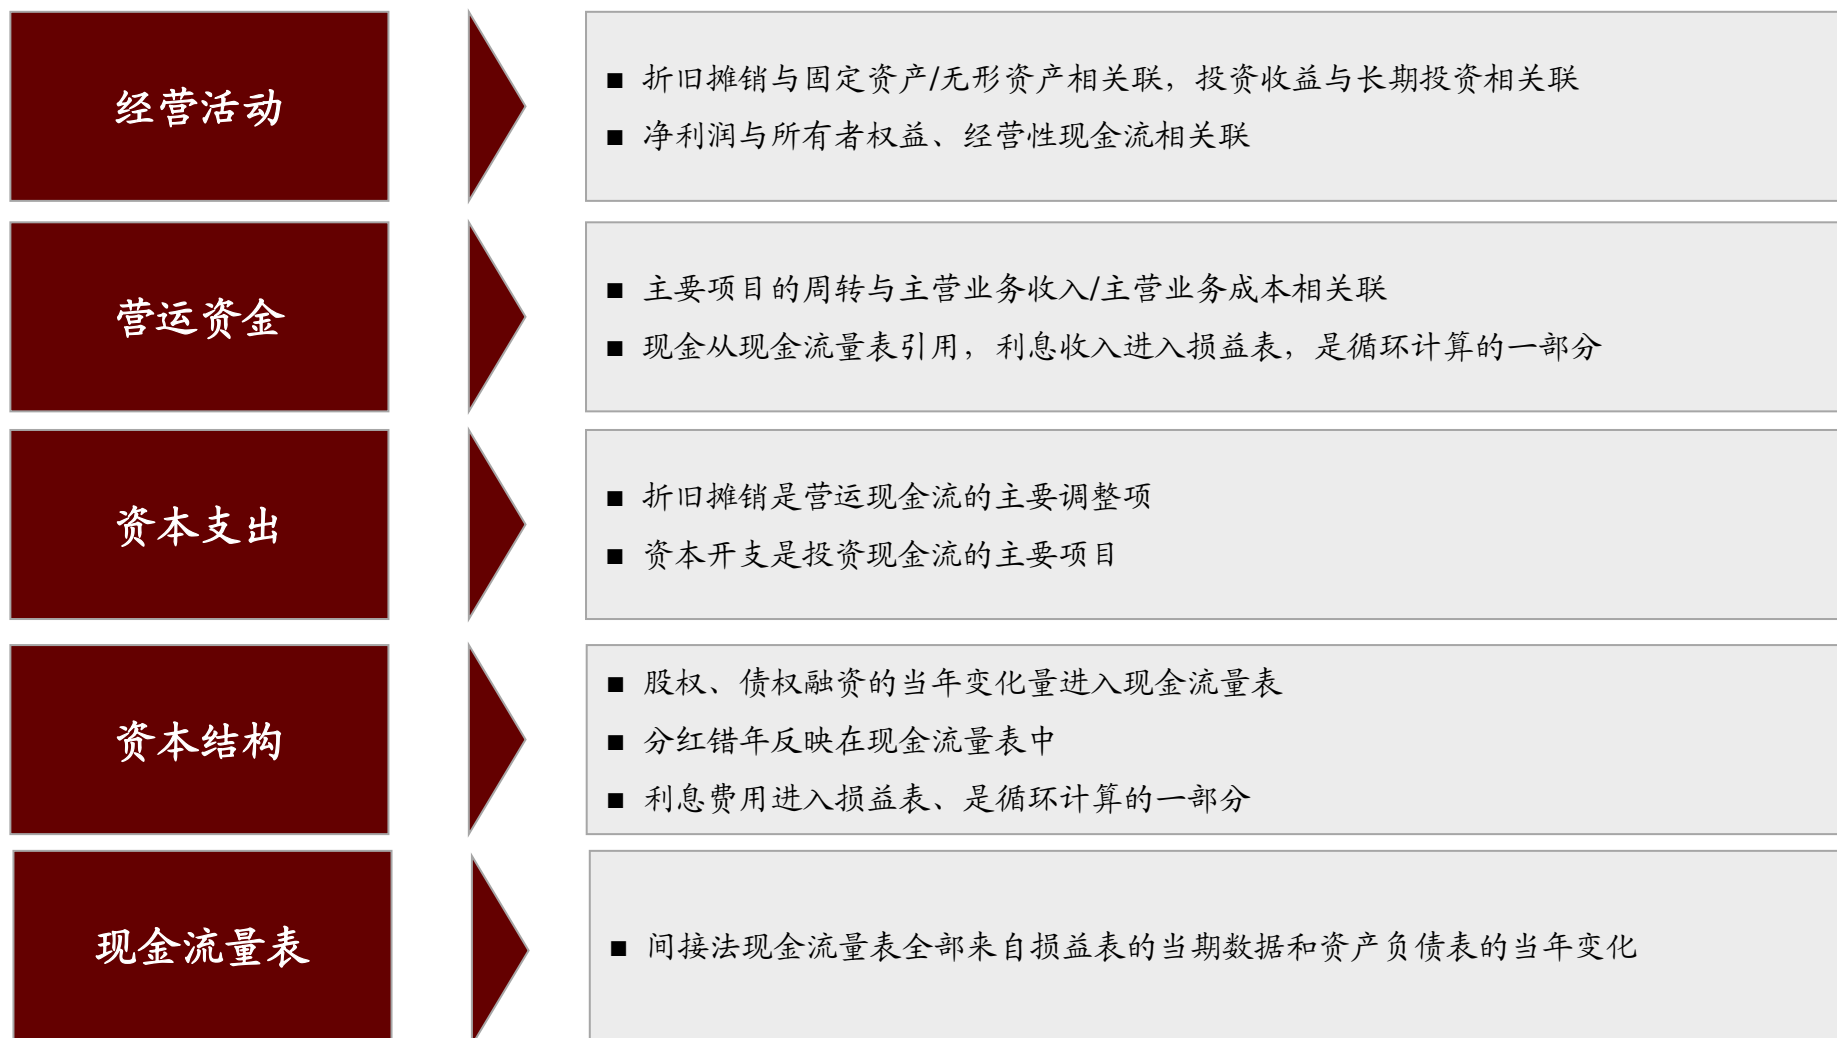 经营活动
■ 折旧摊销与固定资产/无形资产相关联，投资收益与长期投资相关联
■ 净利润与所有者权益、经营性现金流相关联
营运资金
■ 主要项目的周转与主营业务收入/主营业务成本相关联
■ 现金从现金流量表引用，利息收入进入损益表，是循环计算的一部分
资本支出
■ 折旧摊销是营运现金流的主要调整项
■ 资本开支是投资现金流的主要项目
资本结构
■ 股权、债权融资的当年变化量进入现金流量表
■ 分红错年反映在现金流量表中
■ 利息费用进入损益表、是循环计算的一部分
现金流量表
■ 间接法现金流量表全部来自损益表的当期数据和资产负债表的当年变化